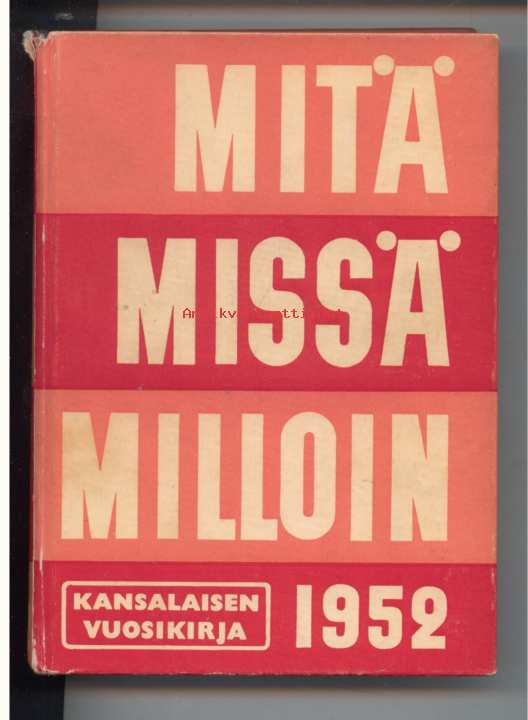 MITÄ
MISSÄ
MILLOIN
KANSALAISEN
VUOSIKIRJA
1952